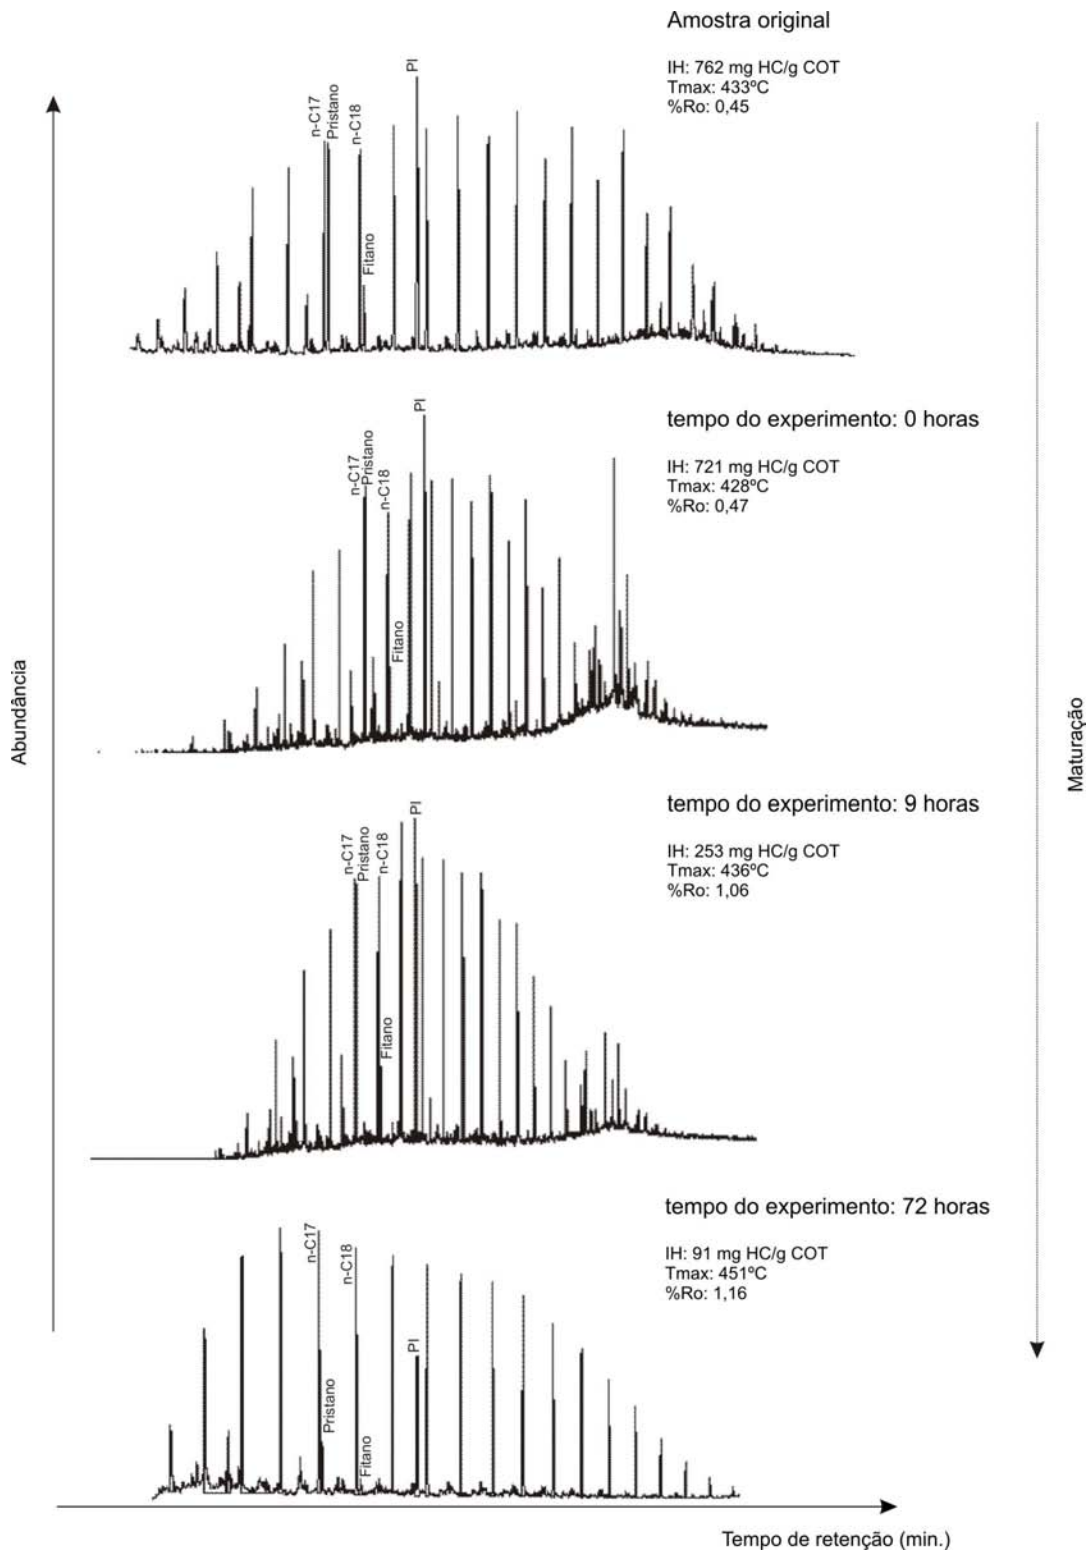 Amostra original
IH: 762 mg HC/g COT
Tmax: 433ºC
%Ro: 0,45
n-C17
Pristano
n-C18
Fitano
PI
tempo do experimento: 0 horas
IH: 721 mg HC/g COT
Tmax: 428ºC
%Ro: 0,47
n-C17
Pristano
n-C18
Fitano
PI
Abundância
Maturação
tempo do experimento: 9 horas
IH: 253 mg HC/g COT
Tmax: 436ºC
%Ro: 1,06
n-C17
Pristano
n-C18
Fitano
PI
tempo do experimento: 72 horas
IH: 91 mg HC/g COT
Tmax: 451ºC
%Ro: 1,16
n-C17
Pristano
n-C18
Fitano
PI
Tempo de retenção (min.)